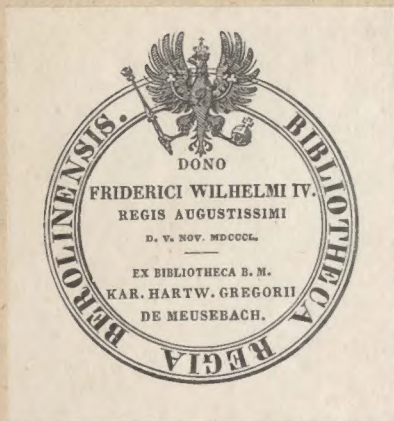 BIBLIOTHECA REGIA BEROLINENSIS.
DONO
FRIDERICI WILHELMI IV.
REGIS AUGUSTISSIMI
D. V. NOV. MDCCCL.
EX BIBLIOTHECA B. M.
KAR. HARTW. GREGORII
DE MEUSEBACH.